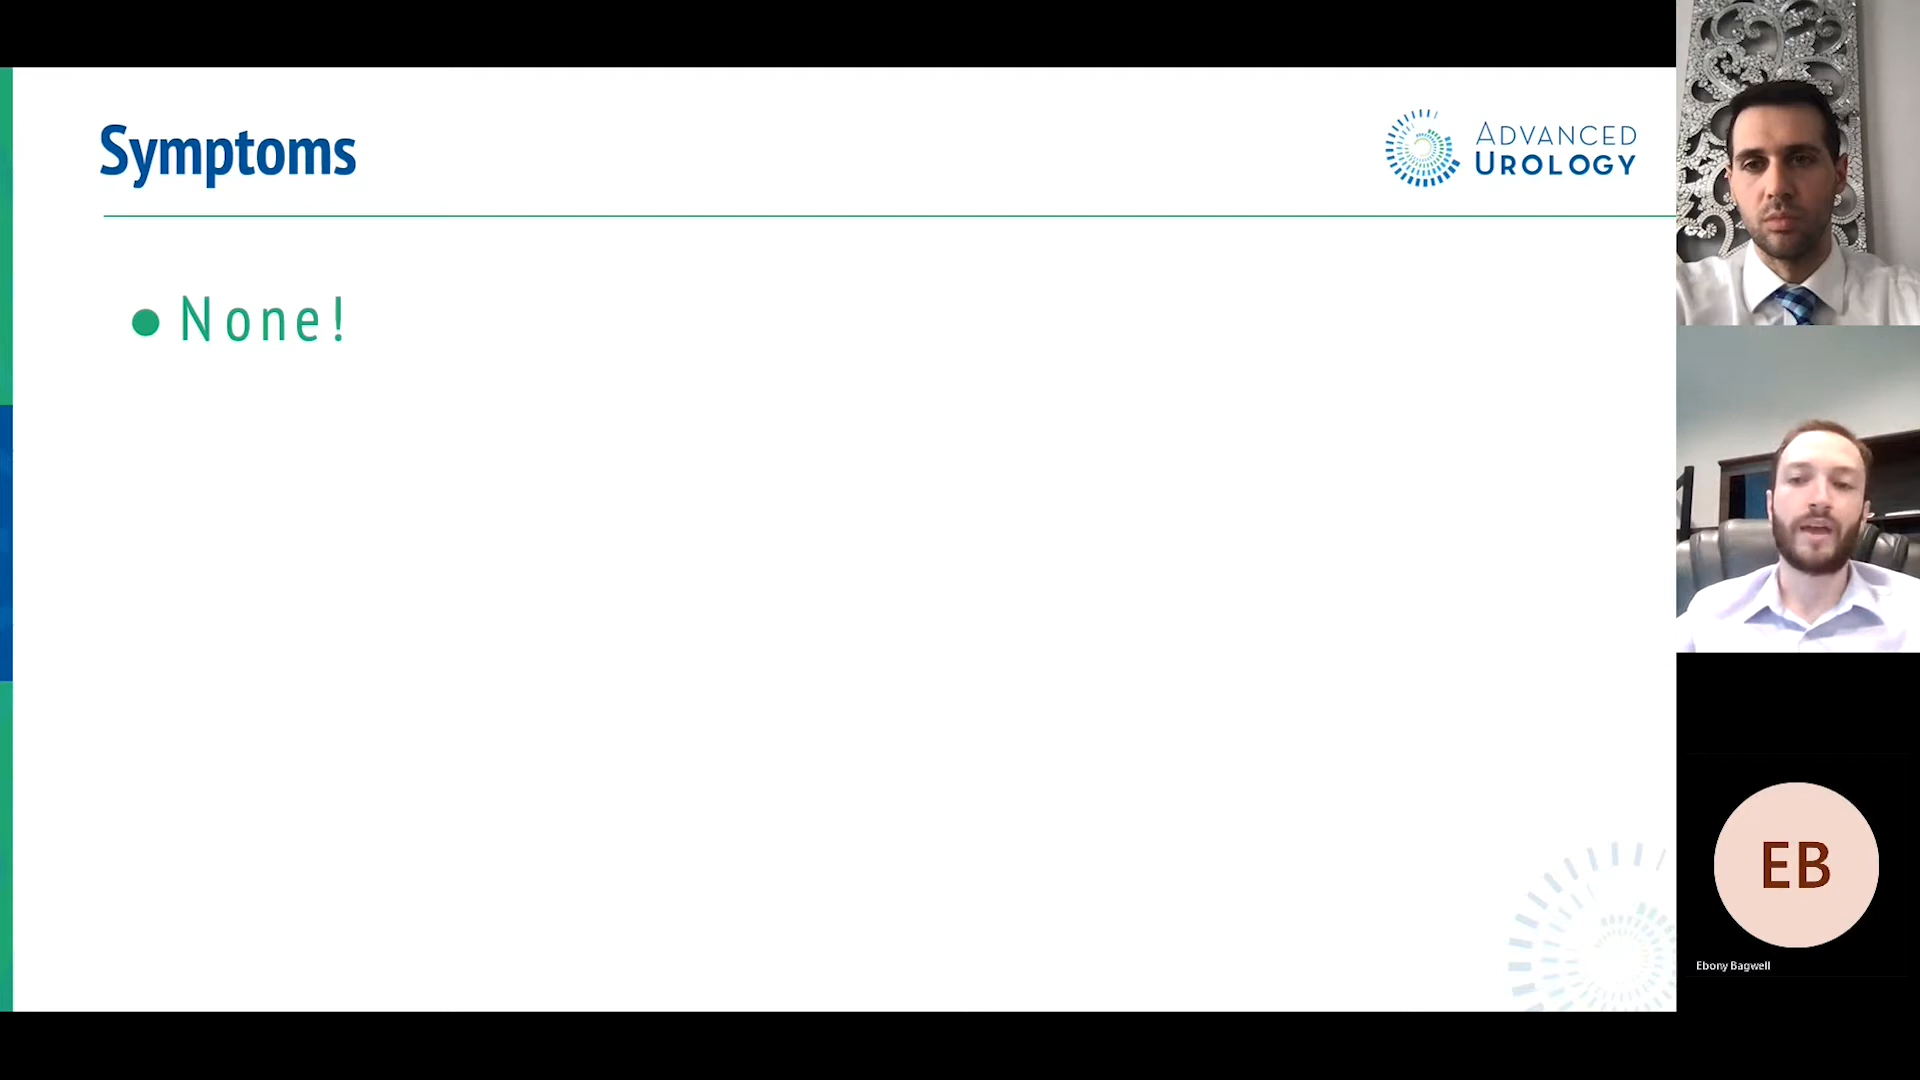 Symptoms
ADVANCED
UROLOGY
● None!
EB
Ebony Bagwell